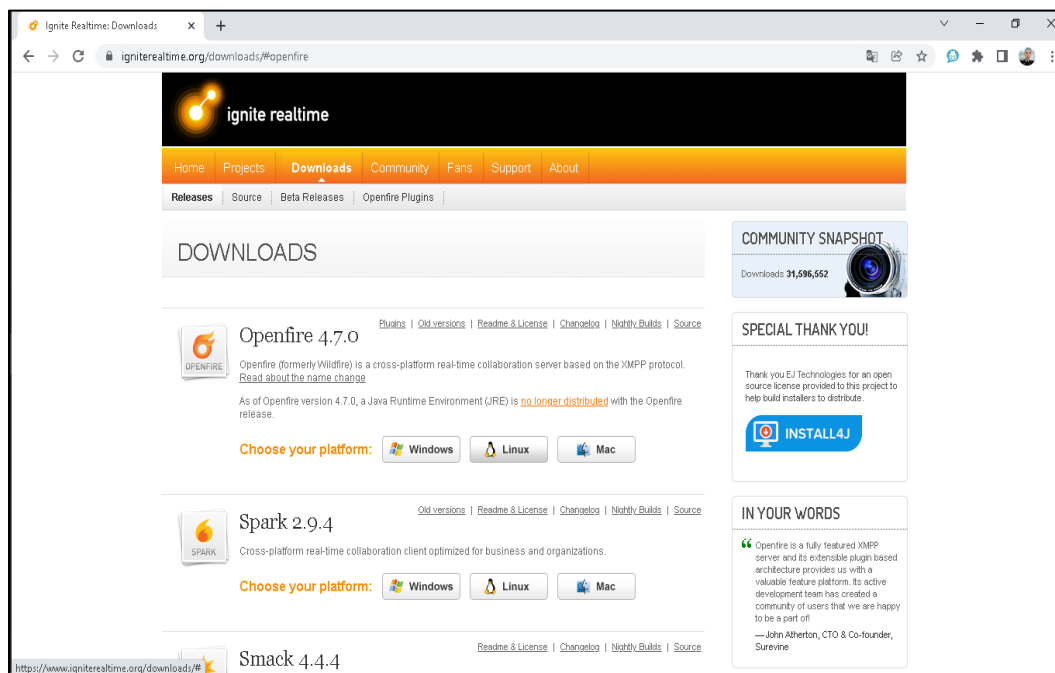 Ignite Realtime: Downloads
igniterealtime.org/downloads/#openfire
ignite realtime
Home Projects Downloads Community Fans Support About
Releases Source Beta Releases Openfire Plugins
DOWNLOADS
Plugins | Old versions | Readme & License | Changelog | Nightly Builds | Source
Openfire 4.7.0
OPENFIRE
Openfire (formerly Wildfire) is a cross-platform real-time collaboration server based on the XMPP protocol.
Read about the name change
As of Openfire version 4.7.0, a Java Runtime Environment (JRE) is no longer distributed with the Openfire
release.
Choose your platform: Windows Linux Mac
Old versions | Readme & License | Changelog | Nightly Builds | Source
Spark 2.9.4
SPARK
Cross-platform real-time collaboration client optimized for business and organizations.
Choose your platform: Windows Linux Mac
Readme & License | Changelog | Nightly Builds | Source
Smack 4.4.4
COMMUNITY SNAPSHOT
Downloads 31,596,552
SPECIAL THANK YOU!
Thank you EJ Technologies for an open
source license provided to this project to
help build installers to distribute.
INSTALL4J
IN YOUR WORDS
Openfire is a fully featured XMPP
server and its extensible plugin based
architecture provides us with a
valuable feature platform. Its active
development team has created a
community of users that we are happy
to be a part of!
—John Atherton, CTO & Co-founder,
Surevine
https://www.igniterealtime.org/downloads/#